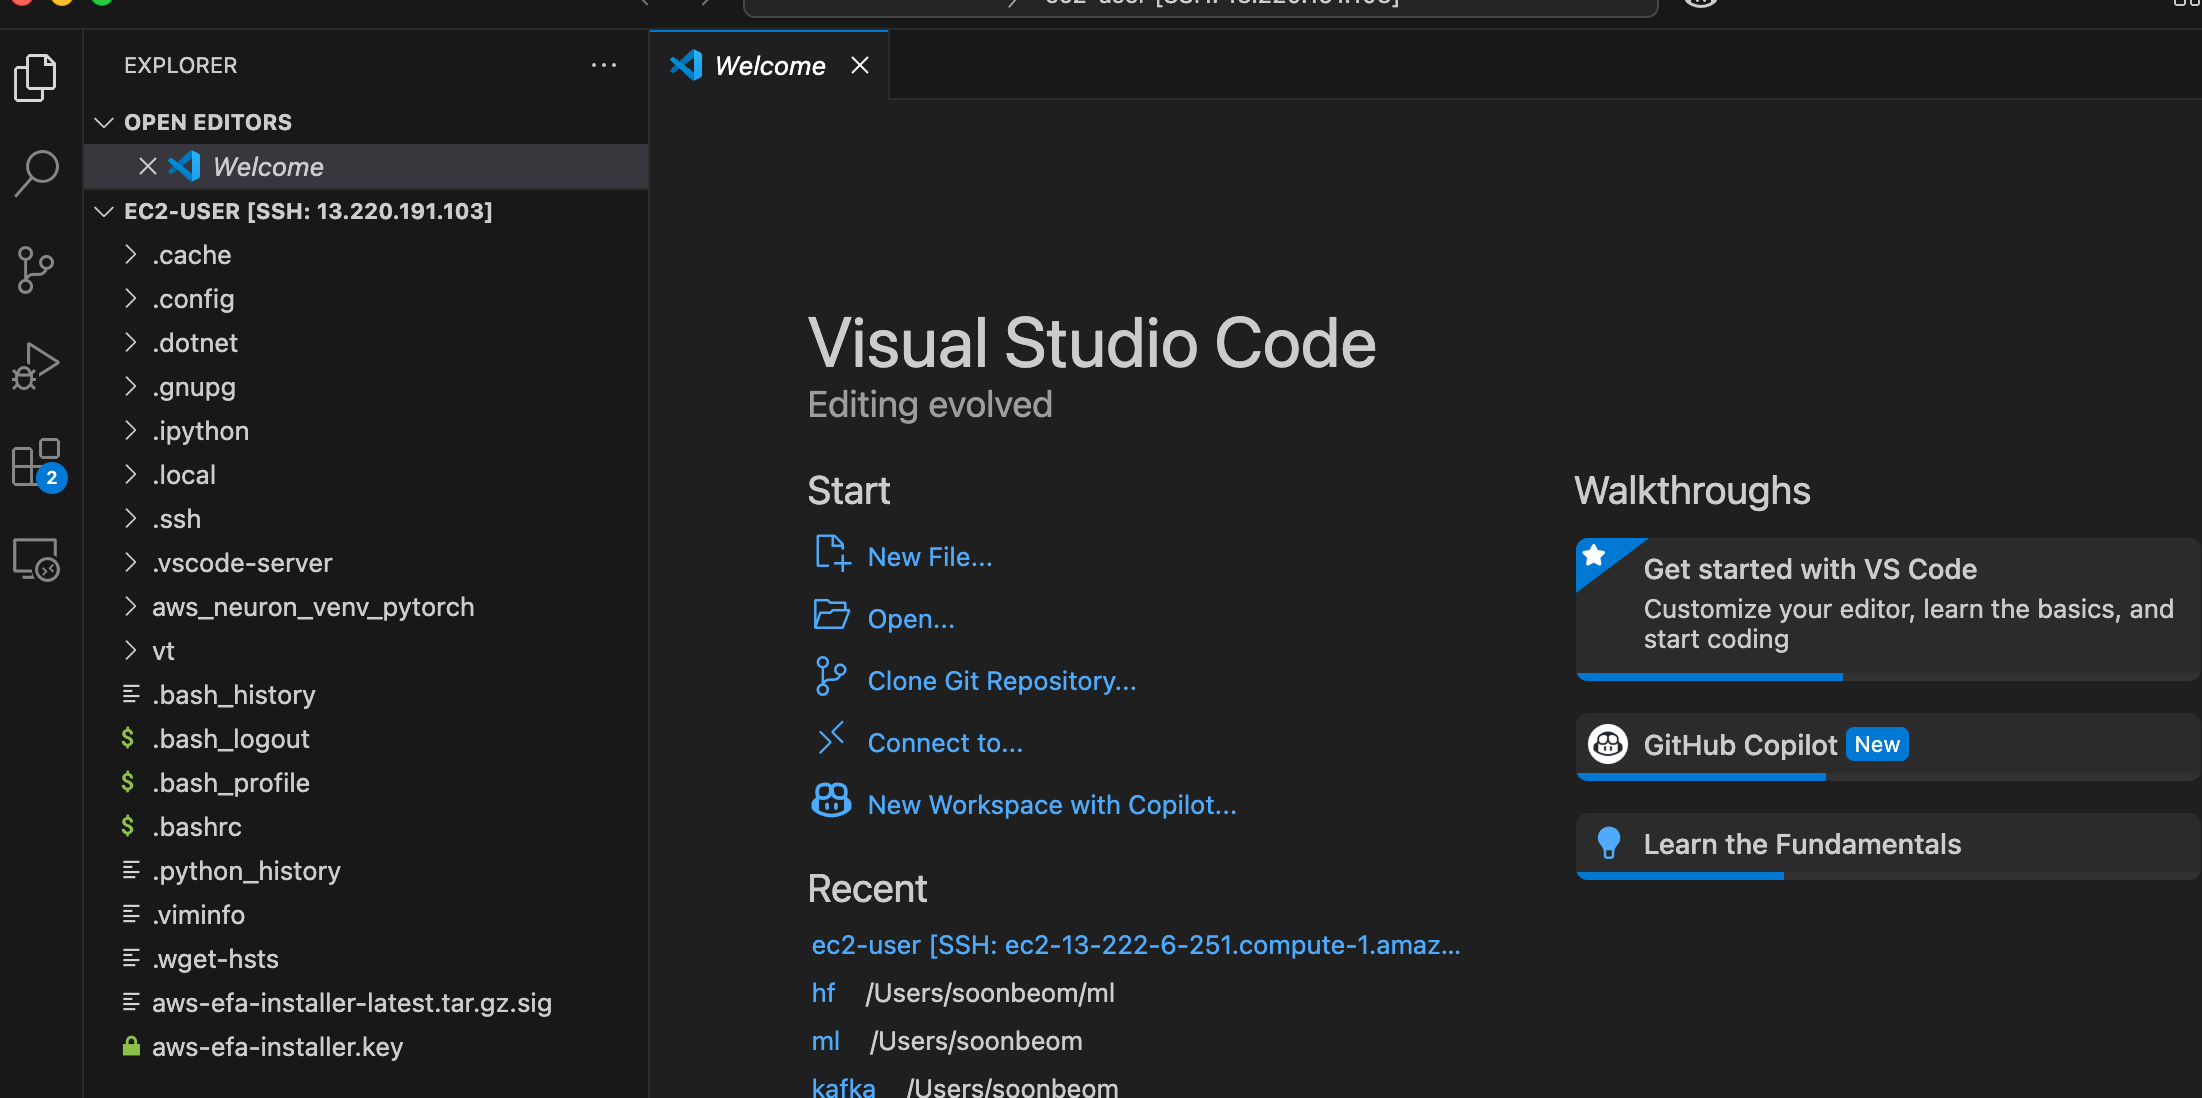 EXPLORER
OPEN EDITORS
Welcome
EC2-USER [SSH: 13.220.191.103]
.cache
.config
.dotnet
.gnupg
.ipython
.local
.ssh
.vscode-server
aws_neuron_venv_pytorch
vt
.bash_history
.bash_logout
.bash_profile
.bashrc
.python_history
.viminfo
.wget-hsts
aws-efa-installer-latest.tar.gz.sig
aws-efa-installer.key
2
Welcome
Visual Studio Code
Editing evolved
Start
New File...
Open...
Clone Git Repository...
Connect to...
New Workspace with Copilot...
Recent
ec2-user [SSH: ec2-13-222-6-251.compute-1.amaz...
hf /Users/soonbeom/ml
ml /Users/soonbeom
kafka /Users/soonbeom
Walkthroughs
Get started with VS Code
Customize your editor, learn the basics, and
start coding
GitHub Copilot New
Learn the Fundamentals